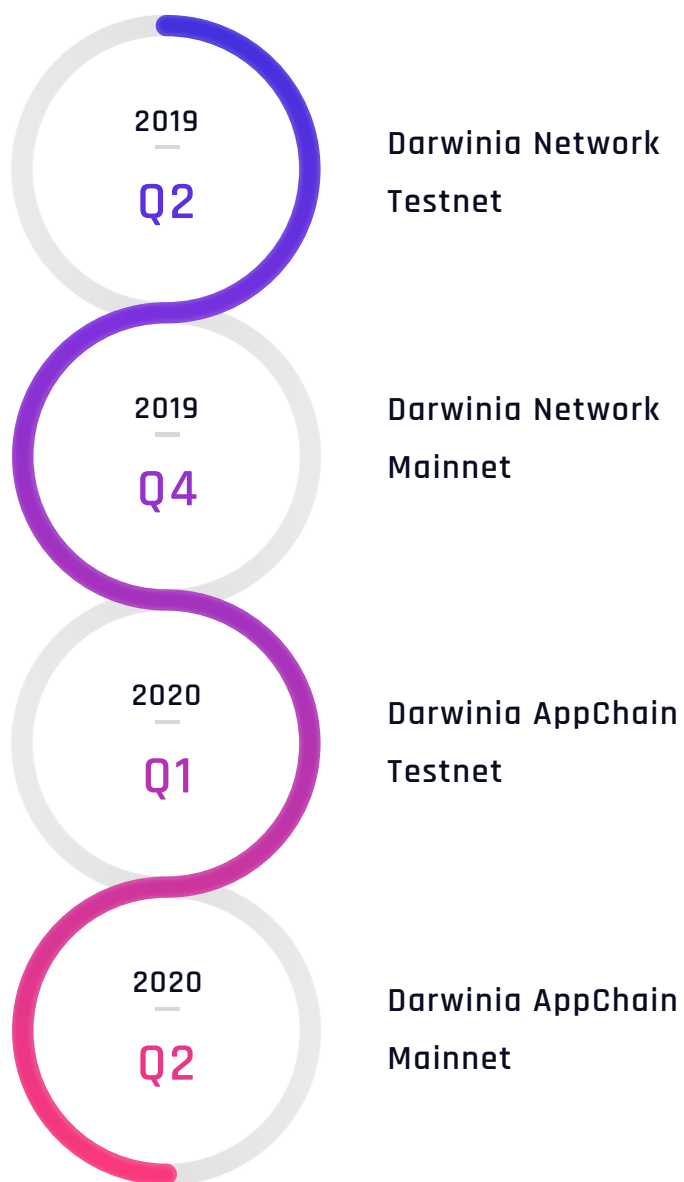 2019
Q2
Darwinia Network
Testnet
2019
Q4
Darwinia Network
Mainnet
2020
Q1
Darwinia AppChain
Testnet
2020
Q2
Darwinia AppChain
Mainnet